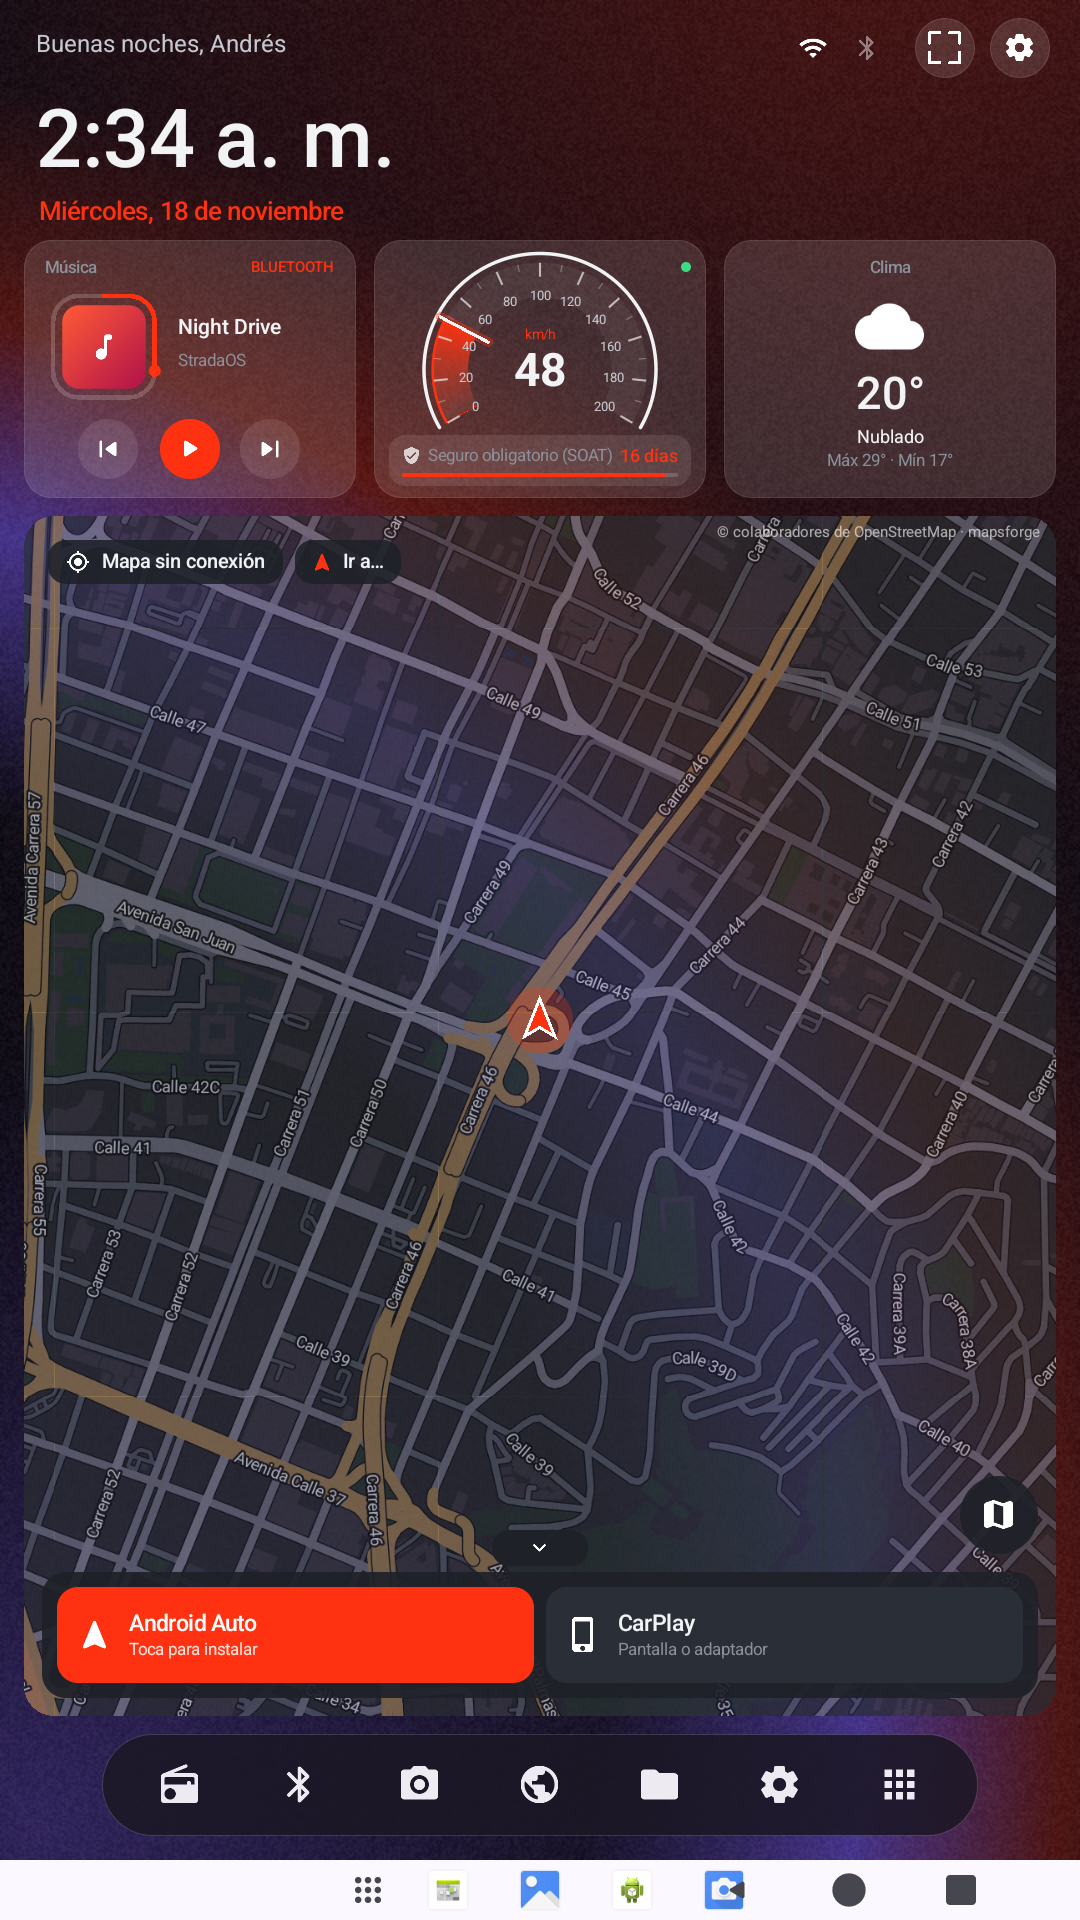 Buenas noches, Andrés
2:34 a. m.
Miércoles, 18 de noviembre
Música
BLUETOOTH
Night Drive
StradaOS
0
20
40
60
80
100
120
140
160
180
200
km/h
48
Seguro obligatorio (SOAT) 16 días
Clima
20°
Nublado
Máx 29° · Mín 17°
© colaboradores de OpenStreetMap · mapsforge
Mapa sin conexión
Ir a...
Calle 52
Calle 53
Calle 49
Calle 51
Calle 47
Carrera 46
Avenida Carrera 57
Carrera 42
Carrera 43
Carrera 49
Avenida San Juan
Carrera 44
Calle 45
Calle 42C
Carrera 51
Carrera 50
Carrera 46
Calle 44
Carrera 40
Calle 41
Carrera 55
Calle 42
Carrera 53
Carrera 52
Carrera 46
Calle 41
Carrera 39A
Carrera 38A
Calle 42
Calle 39
Calle 39D
Calle 40
Calle 39
Avenida Calle 37
Carrera 52
Carrera 46
Android Auto
Toca para instalar
CarPlay
Pantalla o adaptador
Calle 34